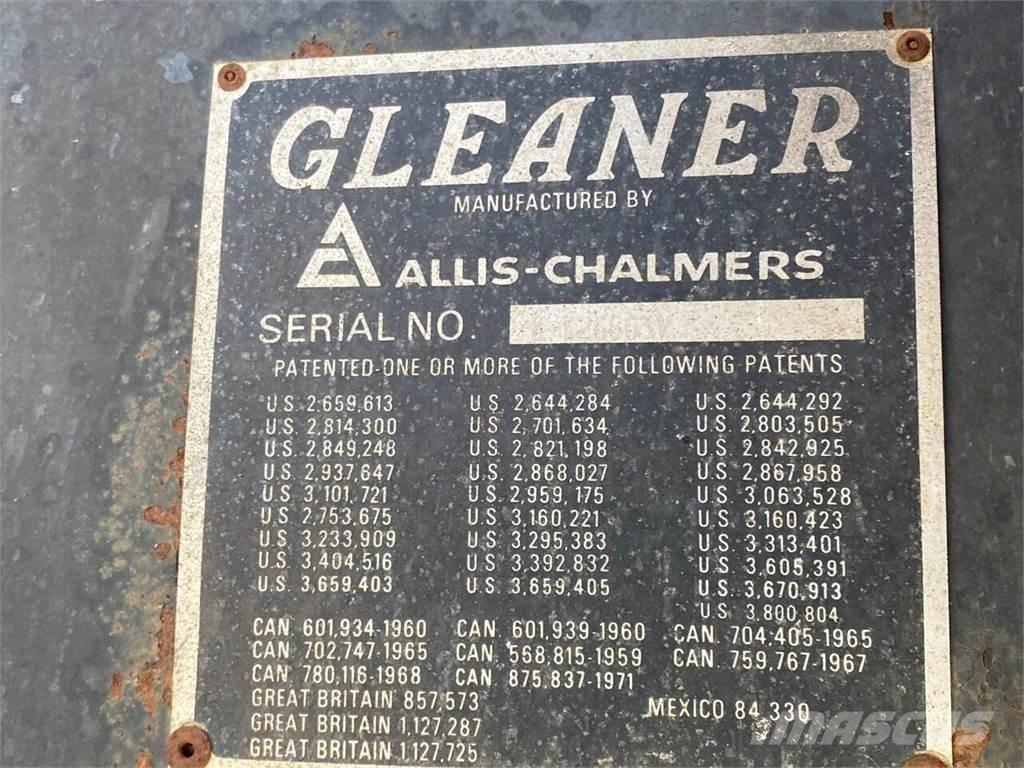 GLEANER
MANUFACTURED BY
ALLIS-CHALMERS
SERIAL NO.
PATENTED ONE OR MORE OF THE FOLLOWING PATENTS
U.S. 2,659,613 U.S. 2,644,284 U.S. 2,644,292
U.S. 2,814,300 U.S. 2,701,634 U.S. 2,803,505
U.S. 2,849,248 U.S. 2,821,198 U.S. 2,842,925
U.S. 2,937,647 U.S. 2,868,027 U.S. 2,867,958
U.S. 3,101,721 U.S. 2,959,175 U.S. 3,063,528
U.S. 2,753,675 U.S. 3,160,221 U.S. 3,160,423
U.S. 3,233,909 U.S. 3,295,383 U.S. 3,313,401
U.S. 3,404,516 U.S. 3,392,832 U.S. 3,605,391
U.S. 3,659,403 U.S. 3,659,405 U.S. 3,670,913
U.S. 3,800,804
CAN. 601,934-1960 CAN. 601,939-1960 CAN. 704,405-1965
CAN. 702,747-1965 CAN. 568,815-1959 CAN. 759,767-1967
CAN. 780,116-1968 CAN. 875,837-1971
GREAT BRITAIN 857,573 MEXICO 84 330
GREAT BRITAIN 1,127,287
GREAT BRITAIN 1,127,725
MASCUS